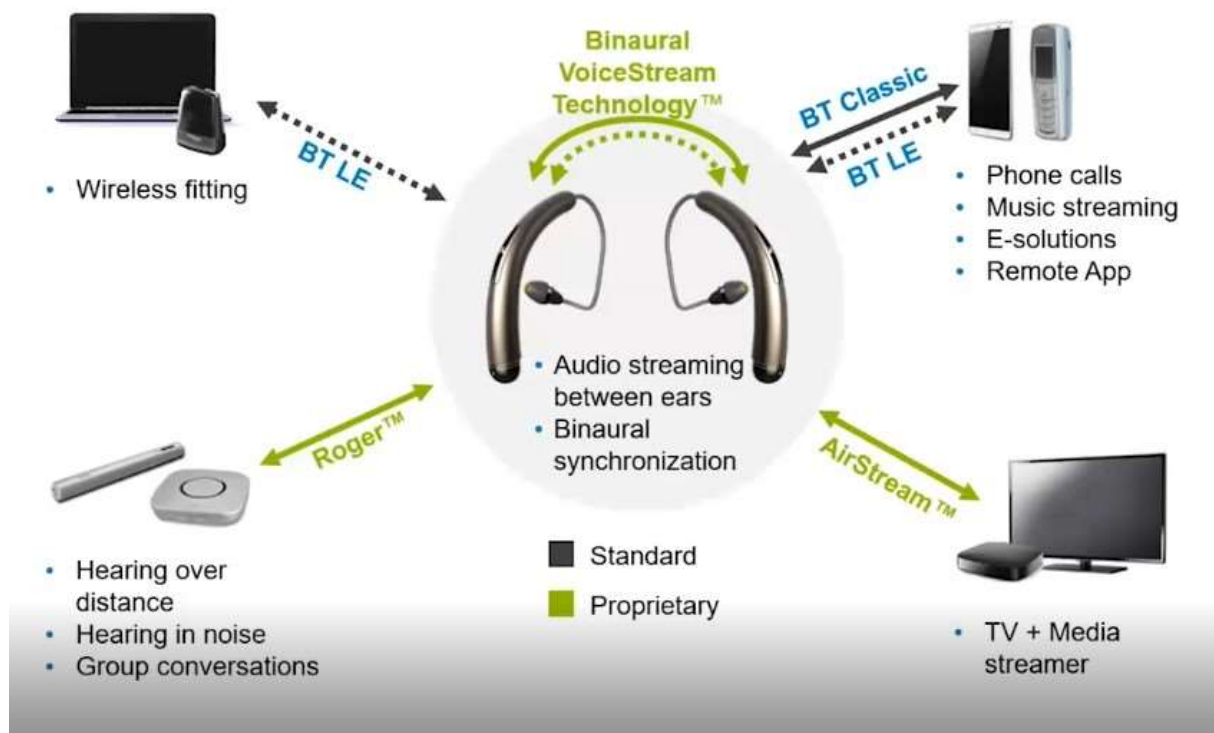 Binaural
VoiceStream
Technology™
BT LE
BT Classic
BT LE
• Wireless fitting
• Phone calls
• Music streaming
• E-solutions
• Remote App
• Audio streaming
between ears
• Binaural
synchronization
Roger™
AirStream™
Standard
Proprietary
• Hearing over
distance
• Hearing in noise
• Group conversations
• TV + Media
streamer